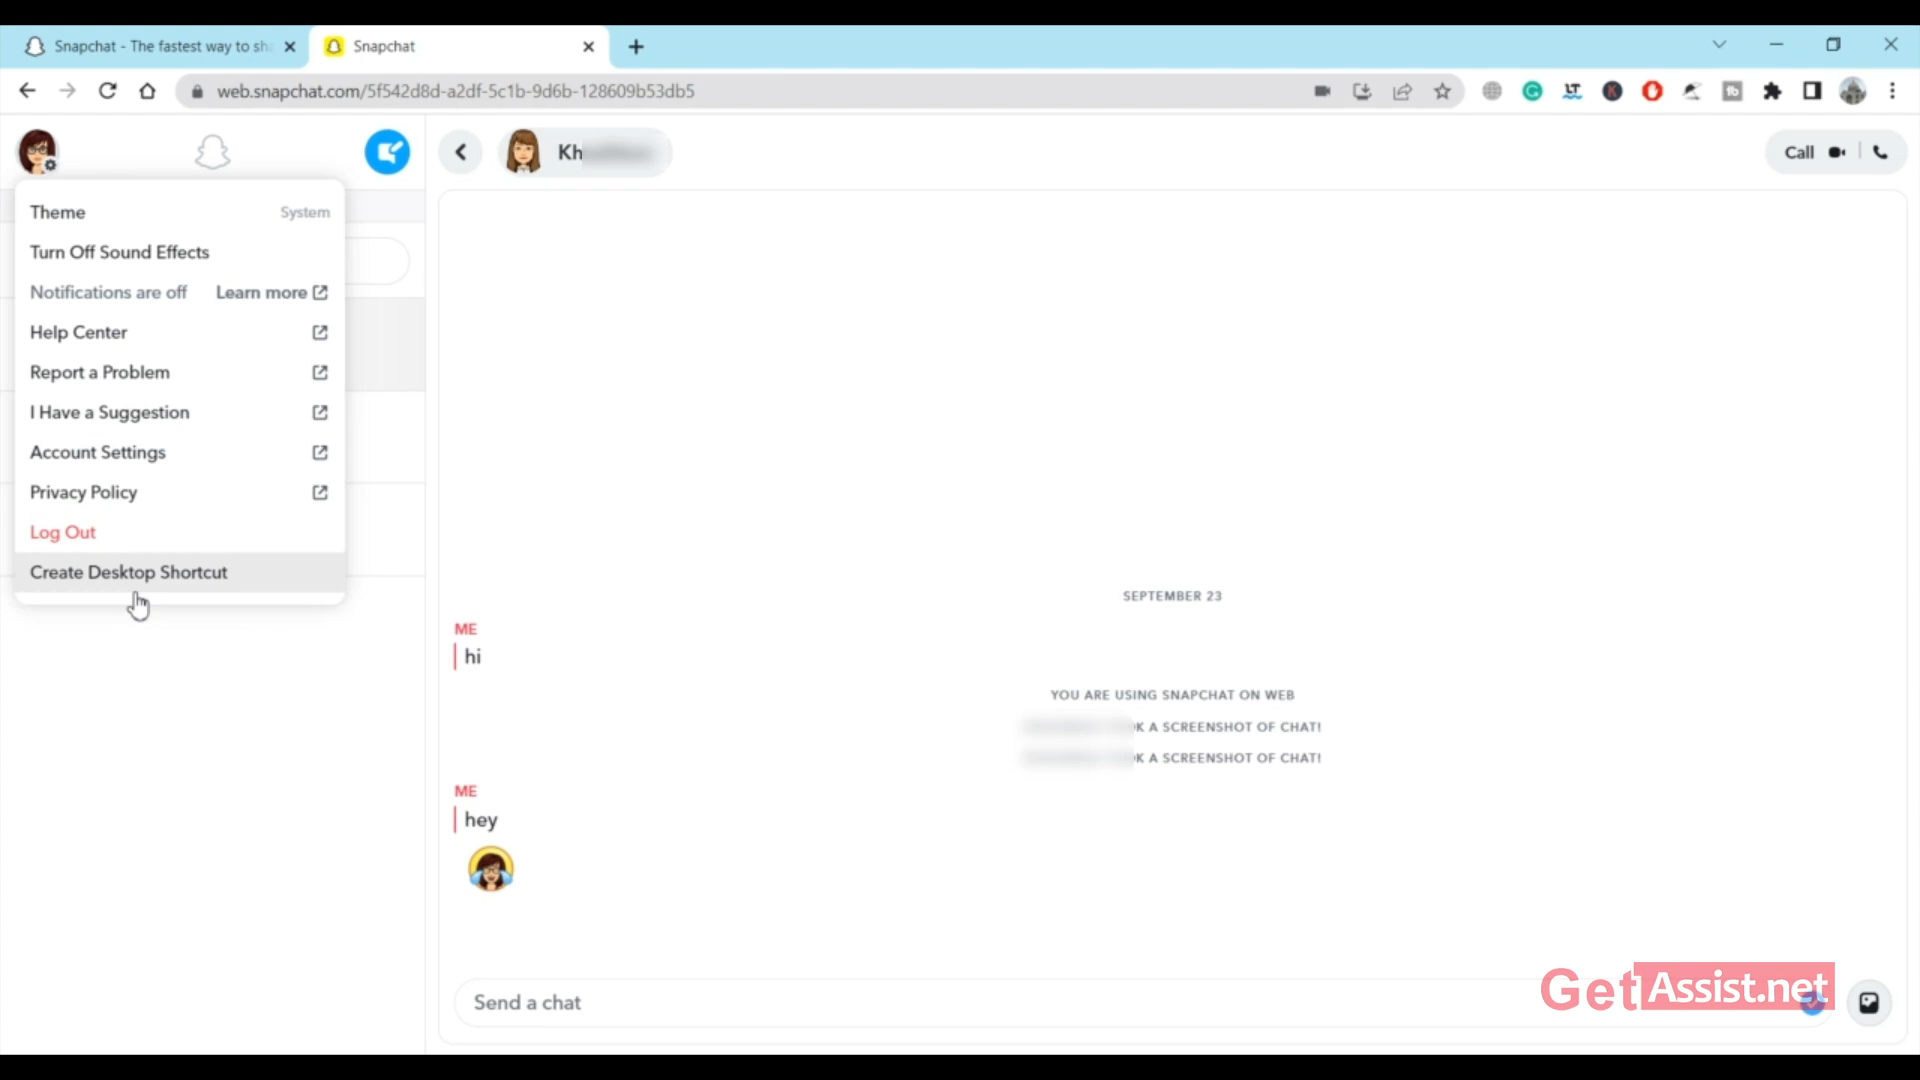 Snapchat - The fastest way to sha
Snapchat
web.snapchat.com/5f542d8d-a2df-5c1b-9d6b-128609b53db5
Kh
Call
Theme System
Turn Off Sound Effects
Notifications are off Learn more
Help Center
Report a Problem
I Have a Suggestion
Account Settings
Privacy Policy
Log Out
Create Desktop Shortcut
SEPTEMBER 23
ME
hi
YOU ARE USING SNAPCHAT ON WEB
K A SCREENSHOT OF CHAT!
K A SCREENSHOT OF CHAT!
ME
hey
Send a chat
GetAssist.net